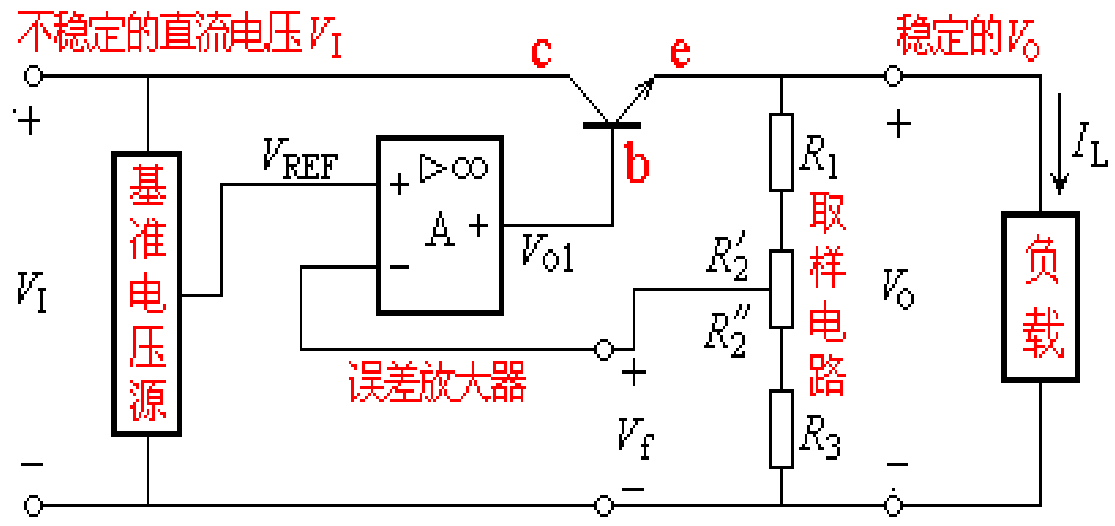 不稳定的直流电压VI
稳定的VO
c
e
b
+
+
IL
VREF
+
▷∞
A
+
−
Vo1
R1
R2′
R2″
R3
取样电路
基准电压源
VI
Vo
负载
误差放大器
+
Vf
−
−
−